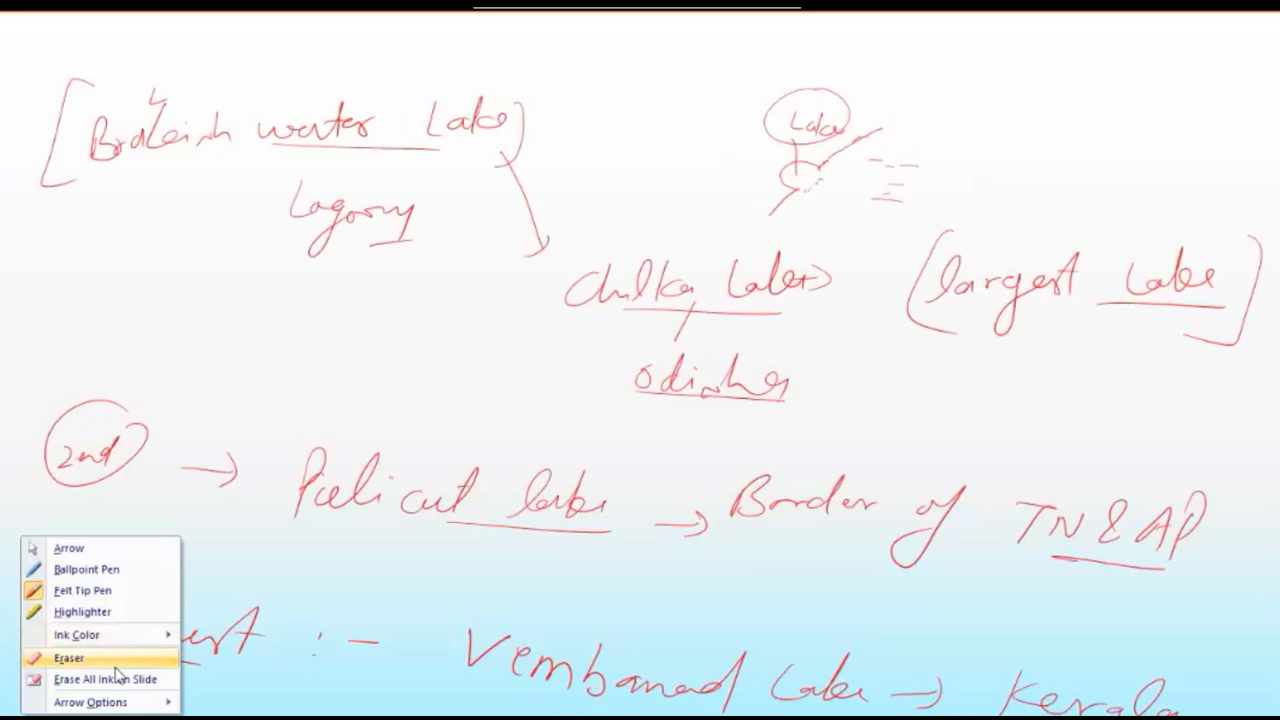 Brakish water Lake
Lake
Lagoon
Chilka Lake
(largest Lake)
Odisha
2nd → Pulicut lake → Border of TN & AP
:- Vembanad Lake → Kerala
Arrow
Ballpoint Pen
Felt Tip Pen
Highlighter
Ink Color
Eraser
Erase All Ink on Slide
Arrow Options